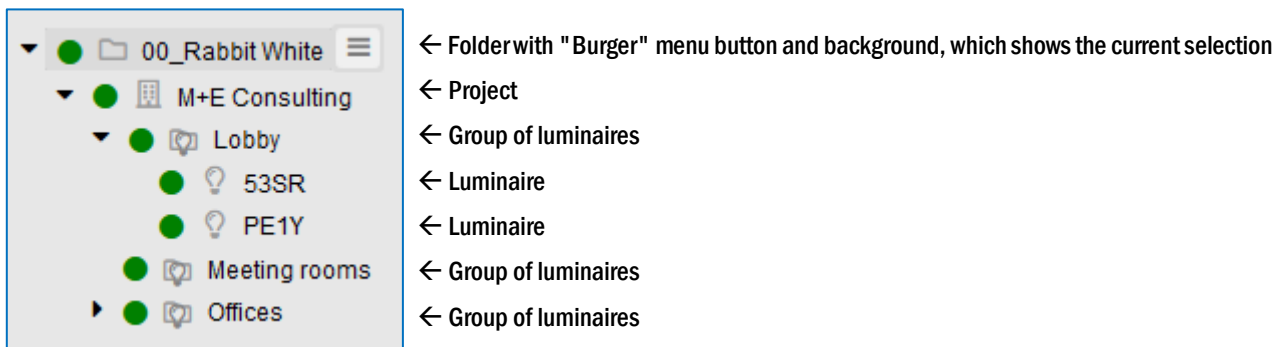 00_Rabbit White ← Folder with "Burger" menu button and background, which shows the current selection
M+E Consulting ← Project
Lobby ← Group of luminaires
53SR ← Luminaire
PE1Y ← Luminaire
Meeting rooms ← Group of luminaires
Offices ← Group of luminaires